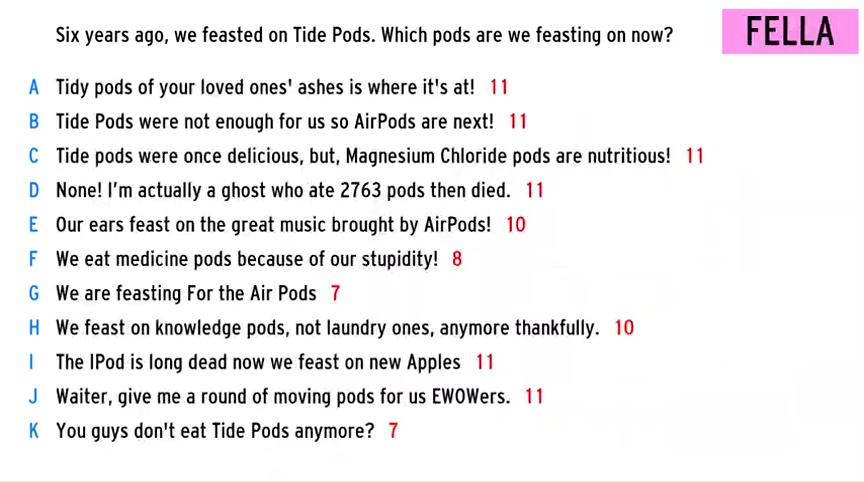 Six years ago, we feasted on Tide Pods. Which pods are we feasting on now?
FELLA
A Tidy pods of your loved ones' ashes is where it's at! 11
B Tide Pods were not enough for us so AirPods are next! 11
C Tide pods were once delicious, but, Magnesium Chloride pods are nutritious! 11
D None! I'm actually a ghost who ate 2763 pods then died. 11
E Our ears feast on the great music brought by AirPods! 10
F We eat medicine pods because of our stupidity! 8
G We are feasting For the Air Pods 7
H We feast on knowledge pods, not laundry ones, anymore thankfully. 10
I The IPod is long dead now we feast on new Apples 11
J Waiter, give me a round of moving pods for us EWOWers. 11
K You guys don't eat Tide Pods anymore? 7